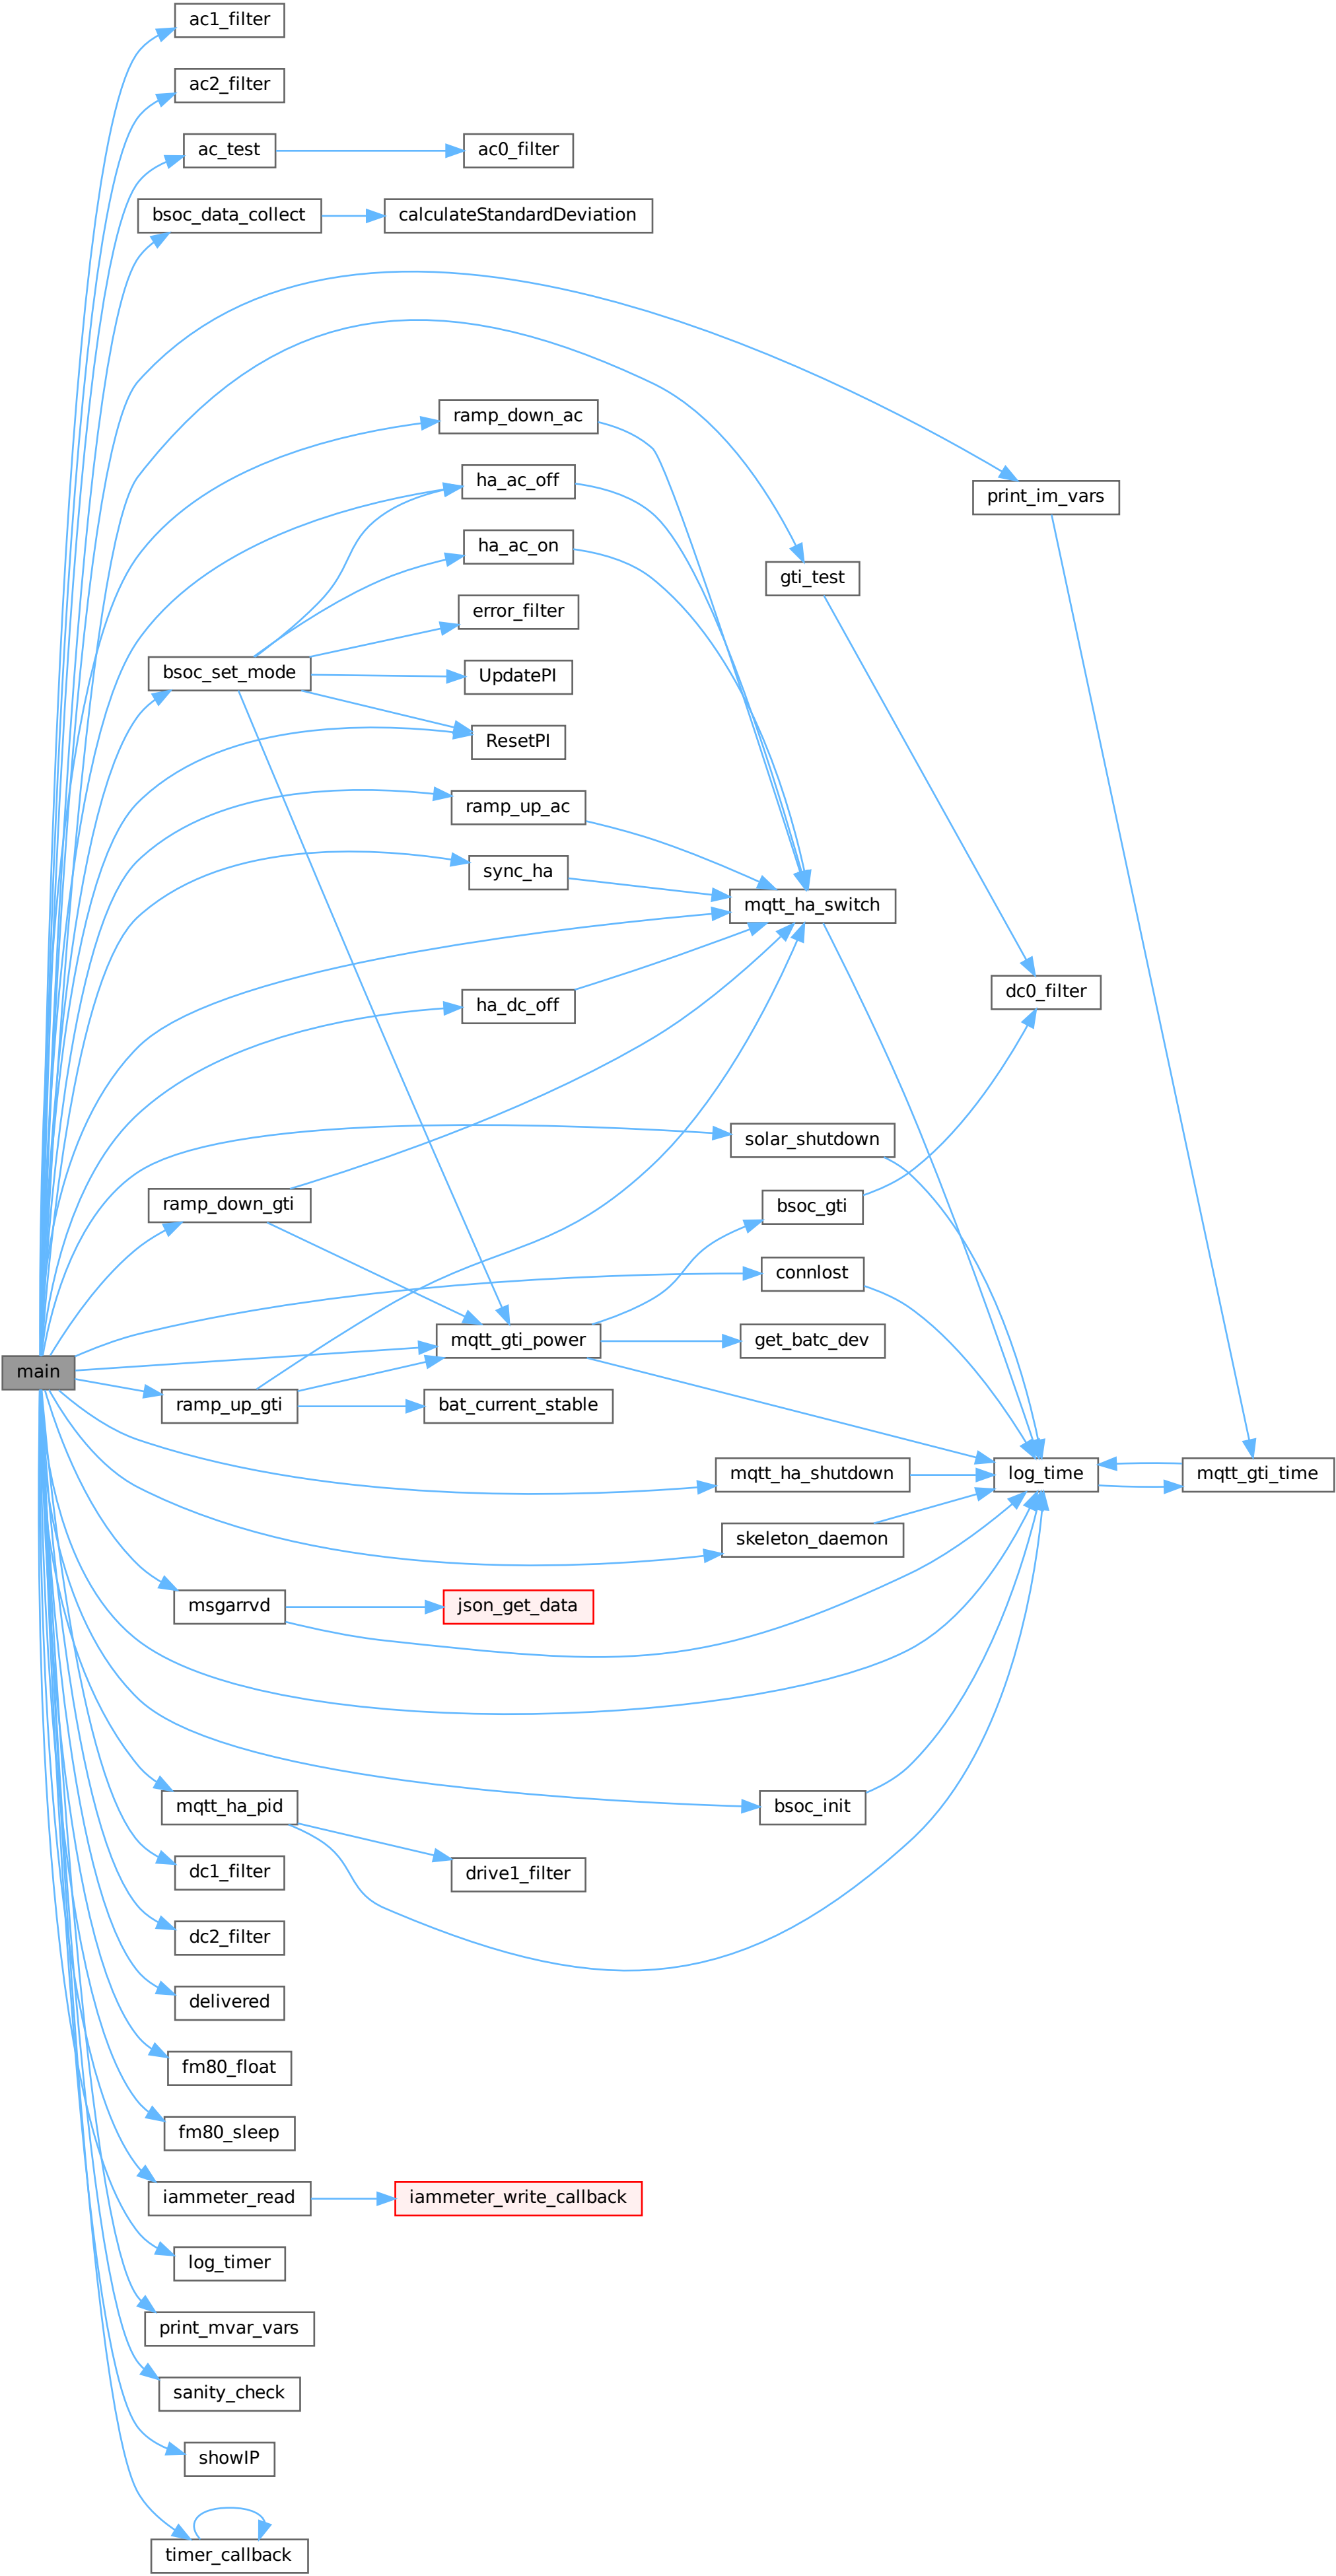 ac1_filter
ac2_filter
ac_test
ac0_filter
bsoc_data_collect
calculateStandardDeviation
ramp_down_ac
ha_ac_off
print_im_vars
ha_ac_on
gti_test
error_filter
bsoc_set_mode
UpdatePI
ResetPI
ramp_up_ac
sync_ha
mqtt_ha_switch
dc0_filter
ha_dc_off
solar_shutdown
ramp_down_gti
bsoc_gti
connlost
mqtt_gti_power
get_batc_dev
main
ramp_up_gti
bat_current_stable
mqtt_ha_shutdown
log_time
mqtt_gti_time
skeleton_daemon
msgarrvd
json_get_data
mqtt_ha_pid
bsoc_init
dc1_filter
drive1_filter
dc2_filter
delivered
fm80_float
fm80_sleep
iammeter_read
iammeter_write_callback
log_timer
print_mvar_vars
sanity_check
showIP
timer_callback